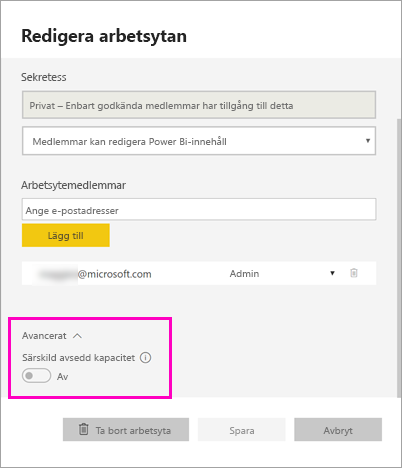 Redigera arbetsytan
Sekretess
Privat – Enbart godkända medlemmar har tillgång till detta
Medlemmar kan redigera Power Bi-innehåll
Arbetsytemedlemmar
Ange e-postadresser
Lägg till
@microsoft.com Admin
Avancerat
Särskild avsedd kapacitet
Av
Ta bort arbetsyta Spara Avbryt